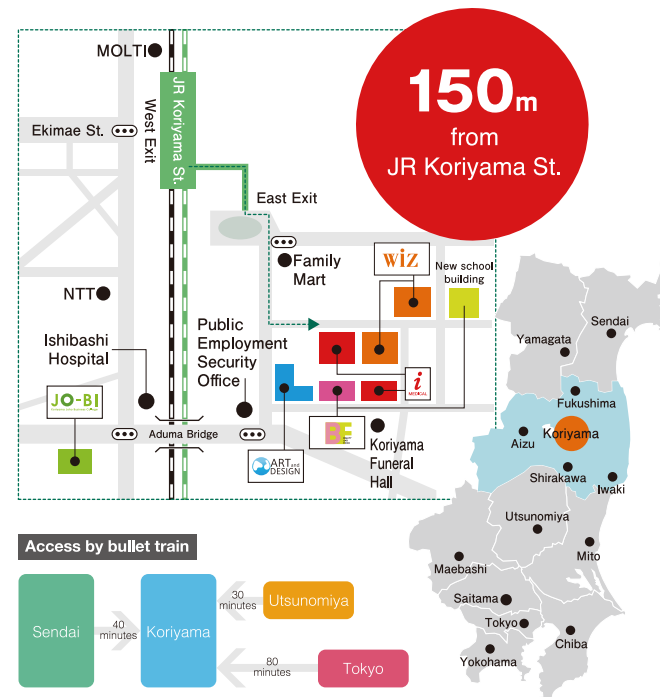 MOLTI
JR Koriyama St.
West Exit
Ekimae St.
150m
from
JR Koriyama St.
East Exit
Family
Mart
wiz
New school
building
NTT
Ishibashi
Hospital
Public
Employment
Security
Office
JO-BI
i
MEDICAL
Aduma Bridge
ART and
DESIGN
BF
Koriyama
Funeral
Hall
Sendai
Yamagata
Fukushima
Koriyama
Aizu
Shirakawa
Iwaki
Utsunomiya
Mito
Maebashi
Saitama
Tokyo
Chiba
Yokohama
Access by bullet train
Sendai
40
minutes
Koriyama
30
minutes
Utsunomiya
80
minutes
Tokyo